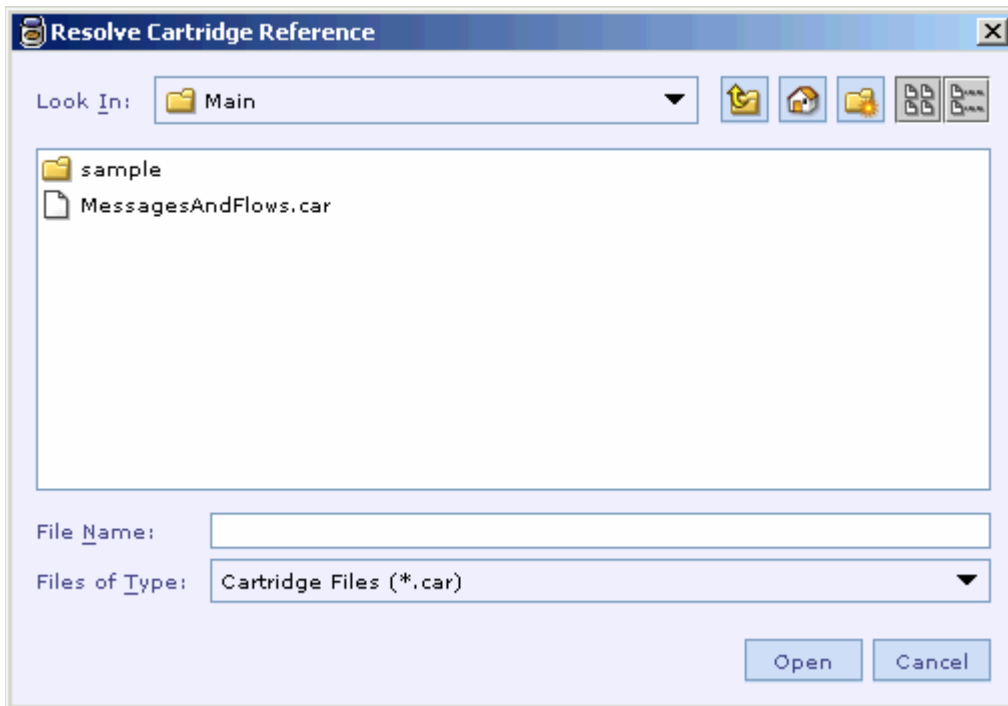 Resolve Cartridge Reference
Look In: Main
sample
MessagesAndFlows.car
File Name:
Files of Type: Cartridge Files (*.car)
Open Cancel